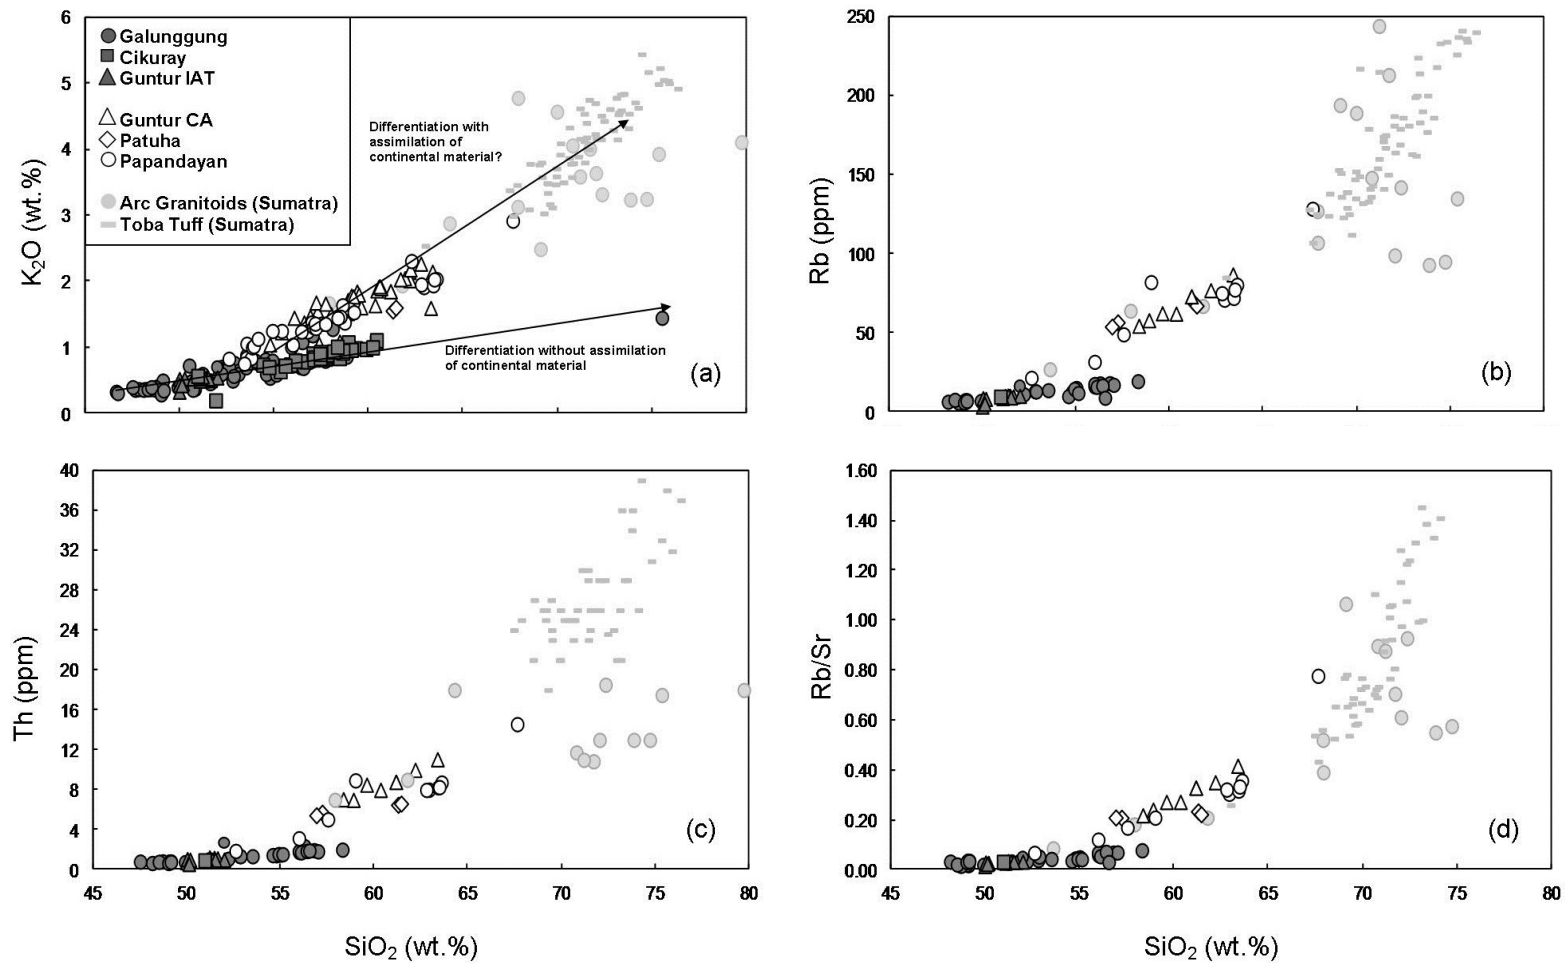 6
5
4
3
2
1
0
K2O (wt.%)
Galunggung
Cikuray
Guntur IAT
Guntur CA
Patuha
Papandayan
Arc Granitoids (Sumatra)
Toba Tuff (Sumatra)
Differentiation with
assimilation of
continental material?
Differentiation without assimilation
of continental material
(a)
250
200
150
100
50
0
Rb (ppm)
(b)
40
36
32
28
24
20
16
12
8
4
0
Th (ppm)
(c)
45 50 55 60 65 70 75 80
SiO2 (wt.%)
1.60
1.40
1.20
1.00
0.80
0.60
0.40
0.20
0.00
Rb/Sr
(d)
45 50 55 60 65 70 75 80
SiO2 (wt.%)